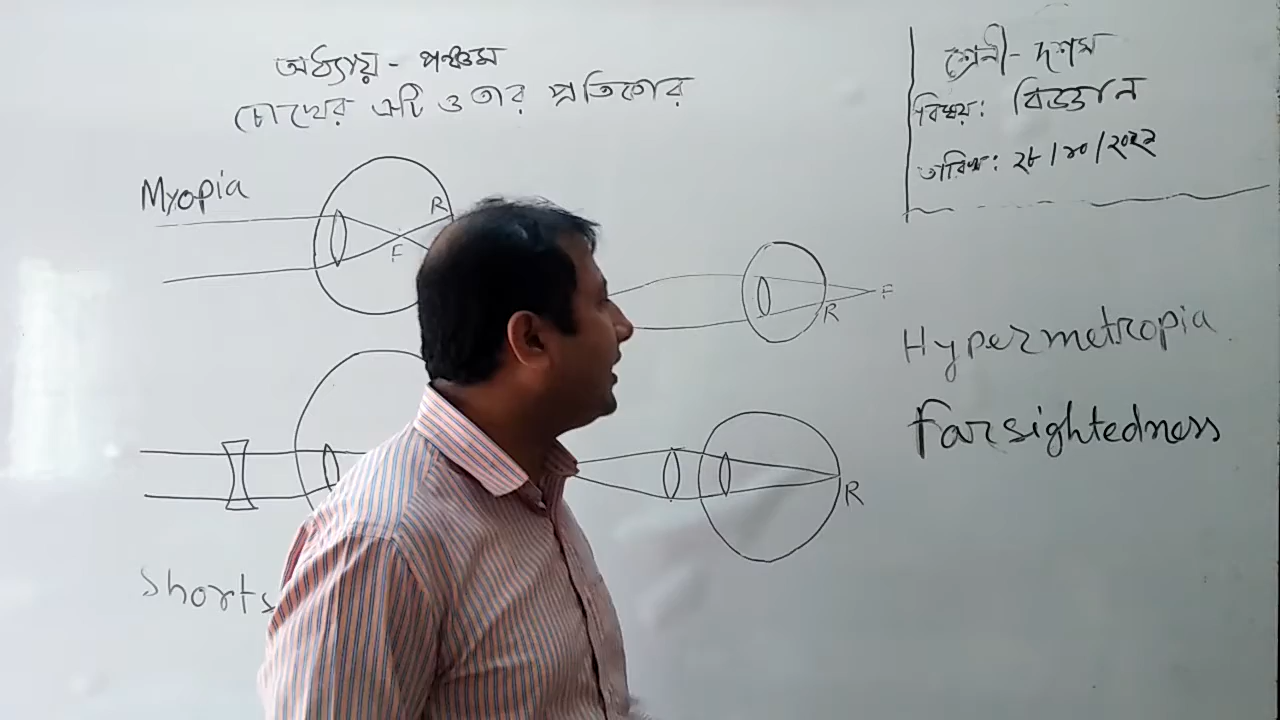 অধ্যায় - পঞ্চম
চোখের ত্রুটি ও তার প্রতিকার
শ্রেনী - দশম
বিষয়: বিজ্ঞান
তারিখ: ২৮/১০/২০২২
Myopia
R
F
F
R
Hypermetropia
Farsightedness
R
Shorts